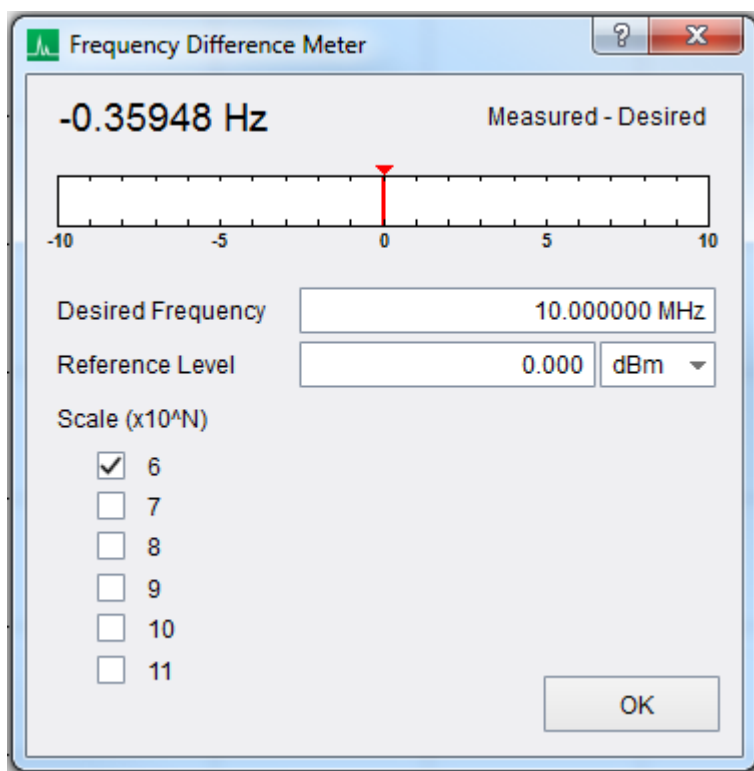 Frequency Difference Meter
-0.35948 Hz Measured - Desired
-10 -5 0 5 10
Desired Frequency 10.000000 MHz
Reference Level 0.000 dBm
Scale (x10^N)
6
7
8
9
10
11
OK